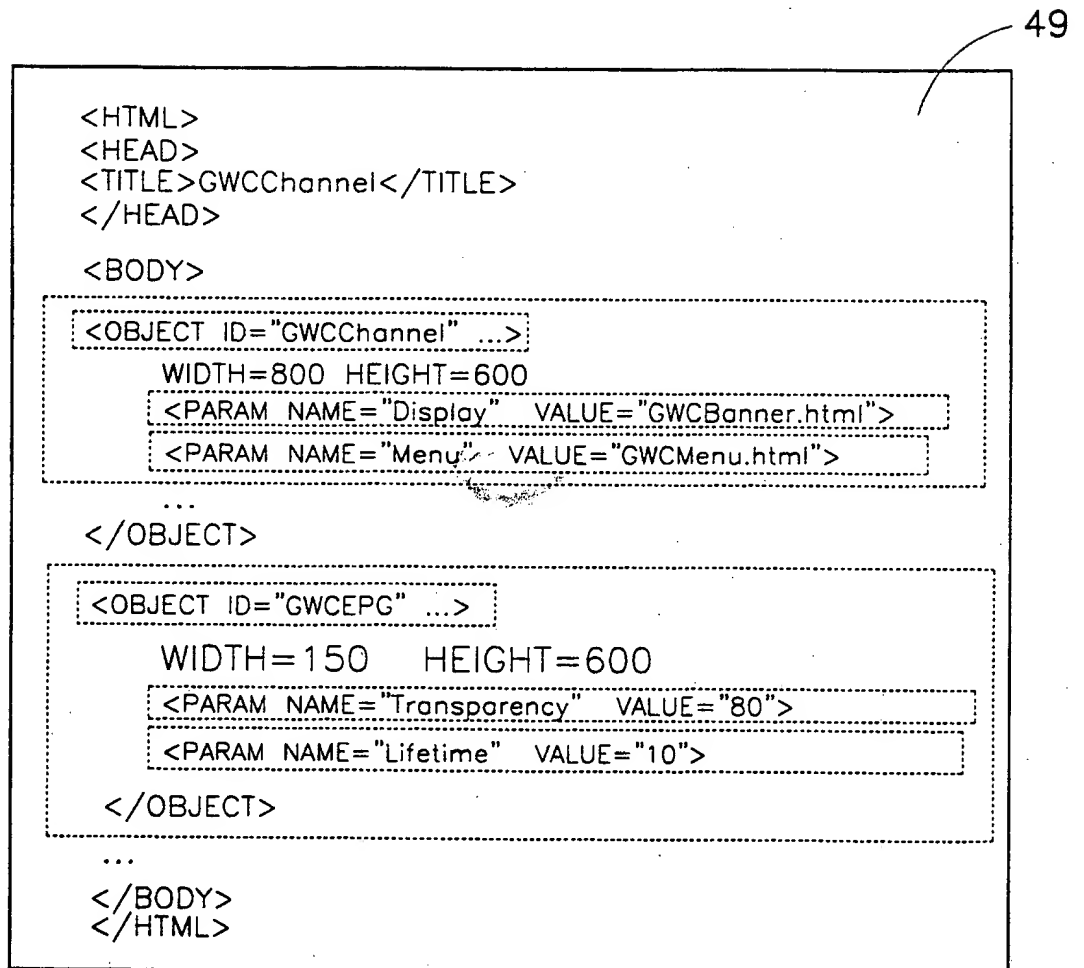 49
<HTML>
<HEAD>
<TITLE>GWCChannel</TITLE>
</HEAD>
<BODY>
<OBJECT ID="GWCChannel" ...>
WIDTH=800 HEIGHT=600
<PARAM NAME="Display" VALUE="GWCBanner.html">
<PARAM NAME="Menu" VALUE="GWCMenu.html">
...
</OBJECT>
<OBJECT ID="GWCEPG" ...>
WIDTH=150 HEIGHT=600
<PARAM NAME="Transparency" VALUE="80">
<PARAM NAME="Lifetime" VALUE="10">
</OBJECT>
...
</BODY>
</HTML>